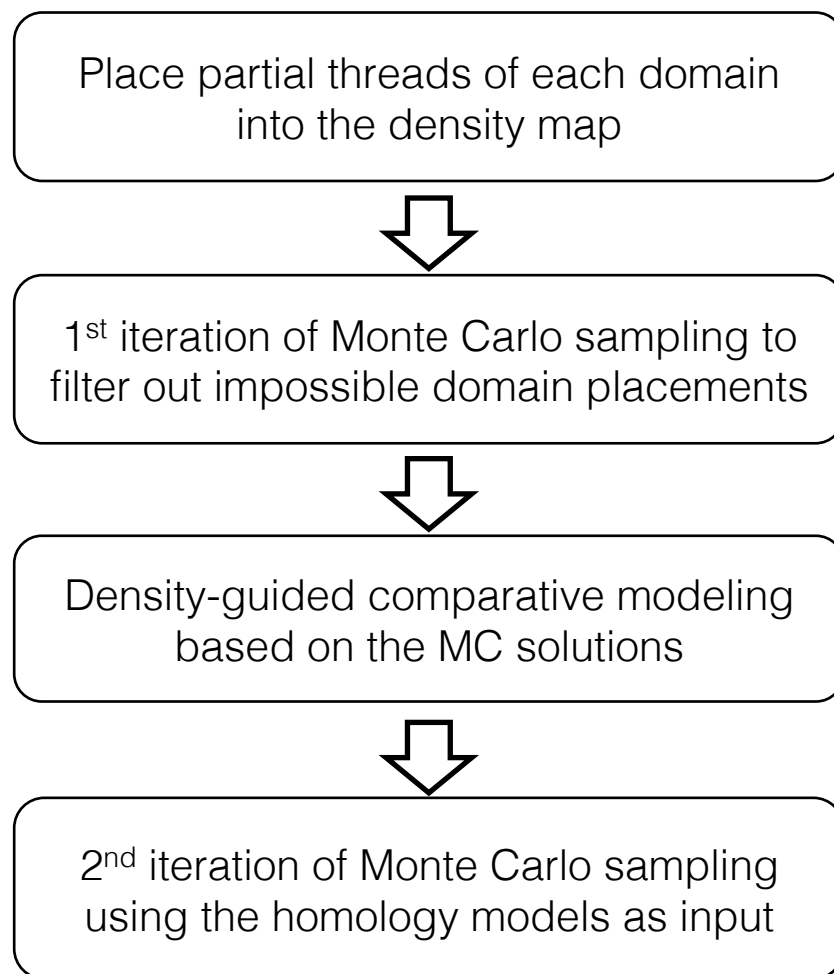 Place partial threads of each domain
into the density map
1st iteration of Monte Carlo sampling to
filter out impossible domain placements
Density-guided comparative modeling
based on the MC solutions
2nd iteration of Monte Carlo sampling
using the homology models as input